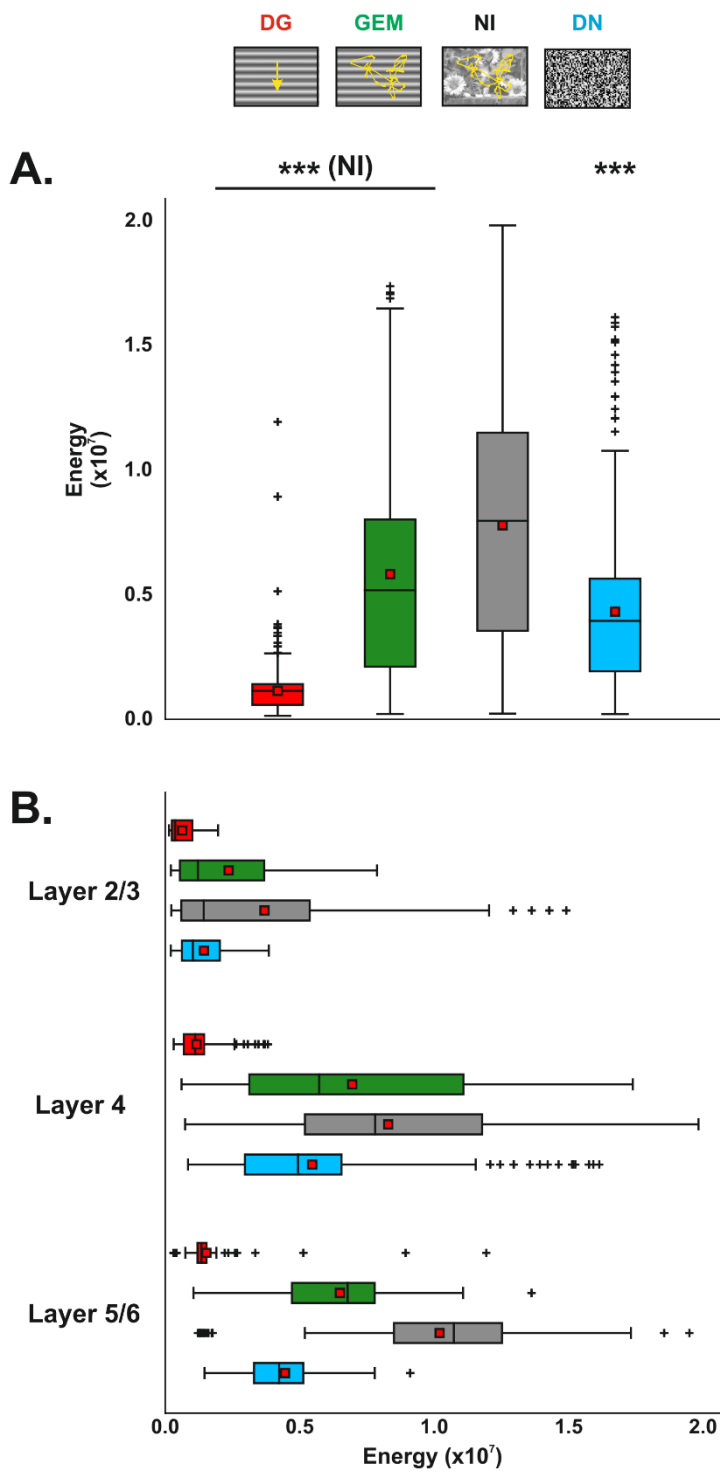 DG GEM NI DN
A.
*** (NI) ***
2.0
1.5
1.0
0.5
0.0
Energy
(x10⁷)
B.
Layer 2/3
Layer 4
Layer 5/6
0.0 0.5 1.0 1.5 2.0
Energy (x10⁷)